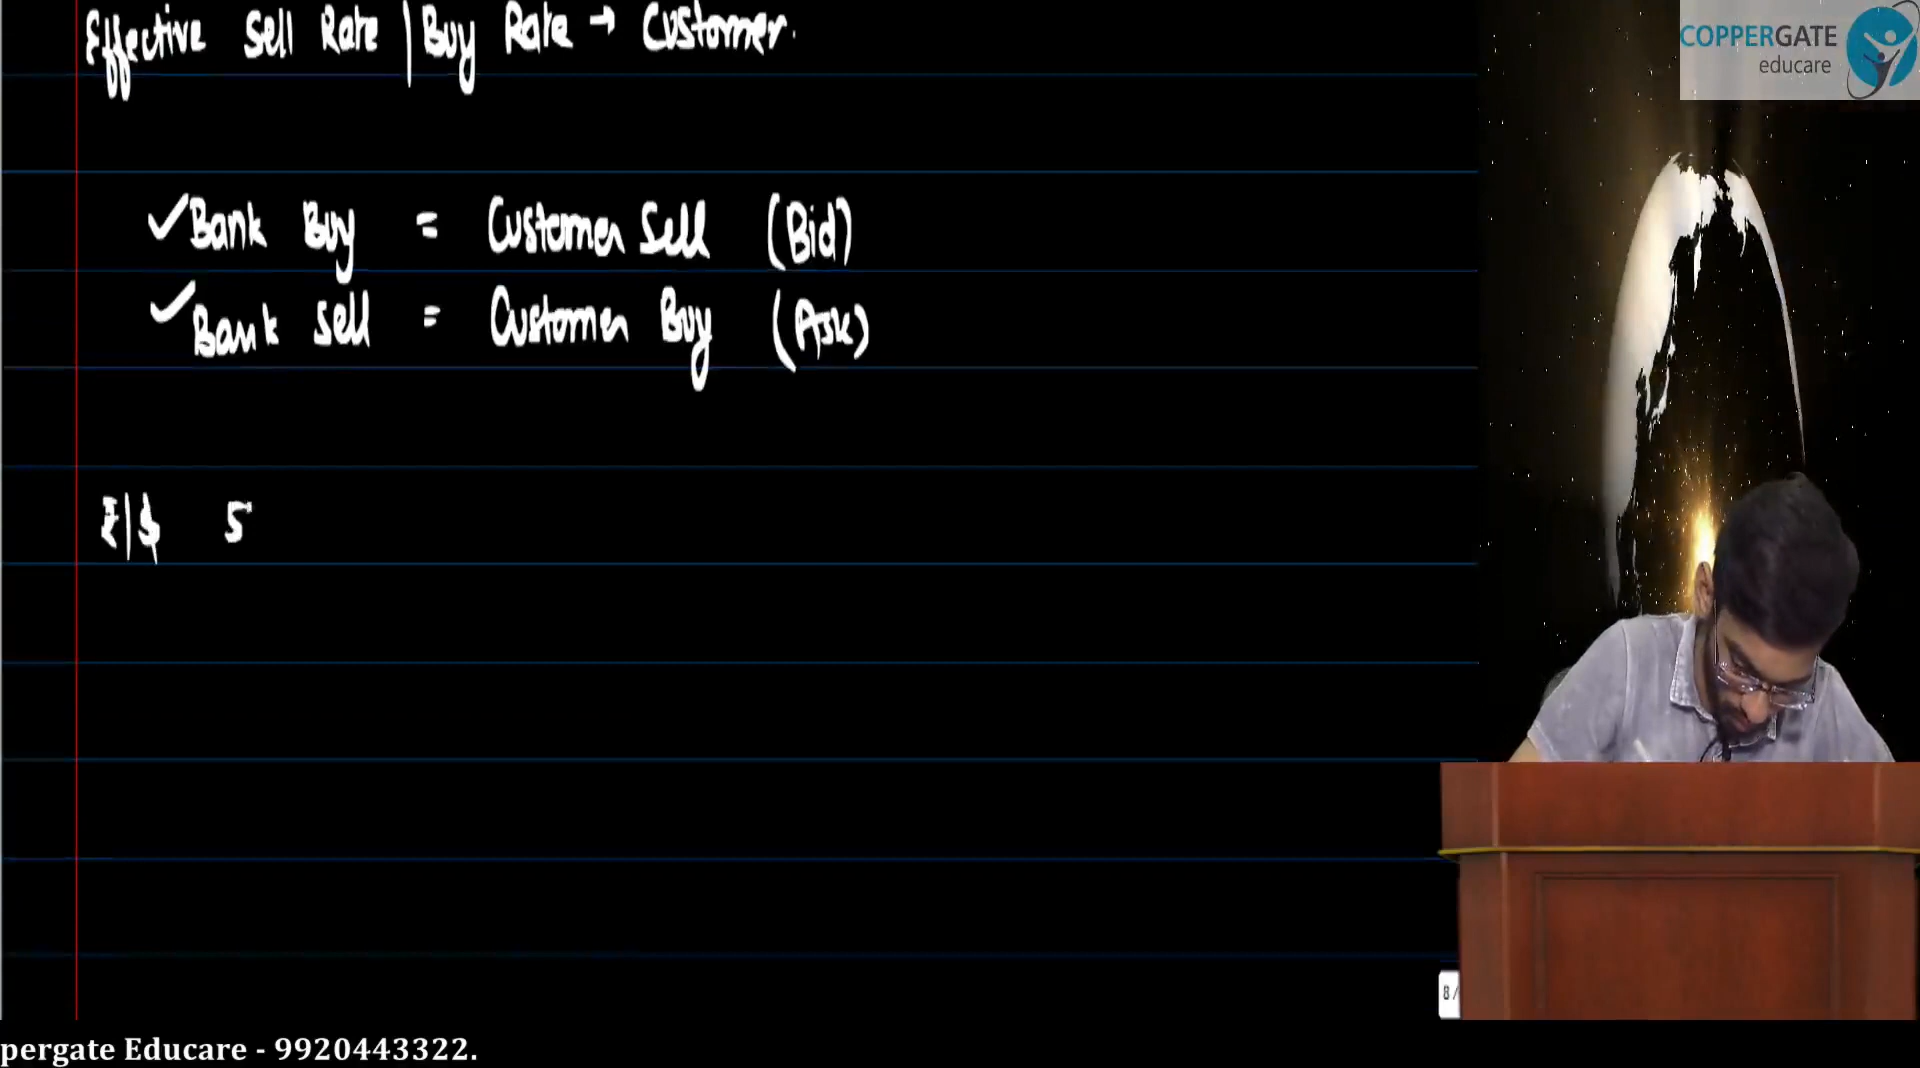 Effective Sell Rate | Buy Rate → Customer.
COPPERGATE
educare
✓Bank Buy = Customer Sell (Bid)
✓Bank Sell = Customer Buy (Ask)
₹|$ 5
8/
pergate Educare - 9920443322.